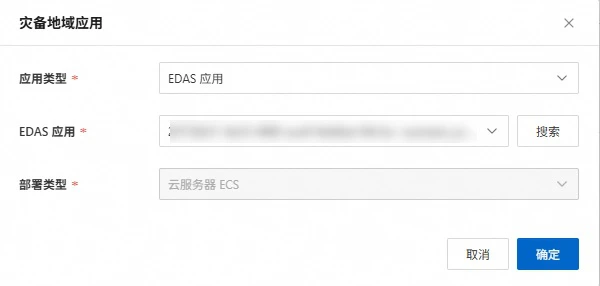 灾备地域应用
应用类型 *
EDAS 应用
EDAS 应用 *
搜索
部署类型 *
云服务器 ECS
取消
确定